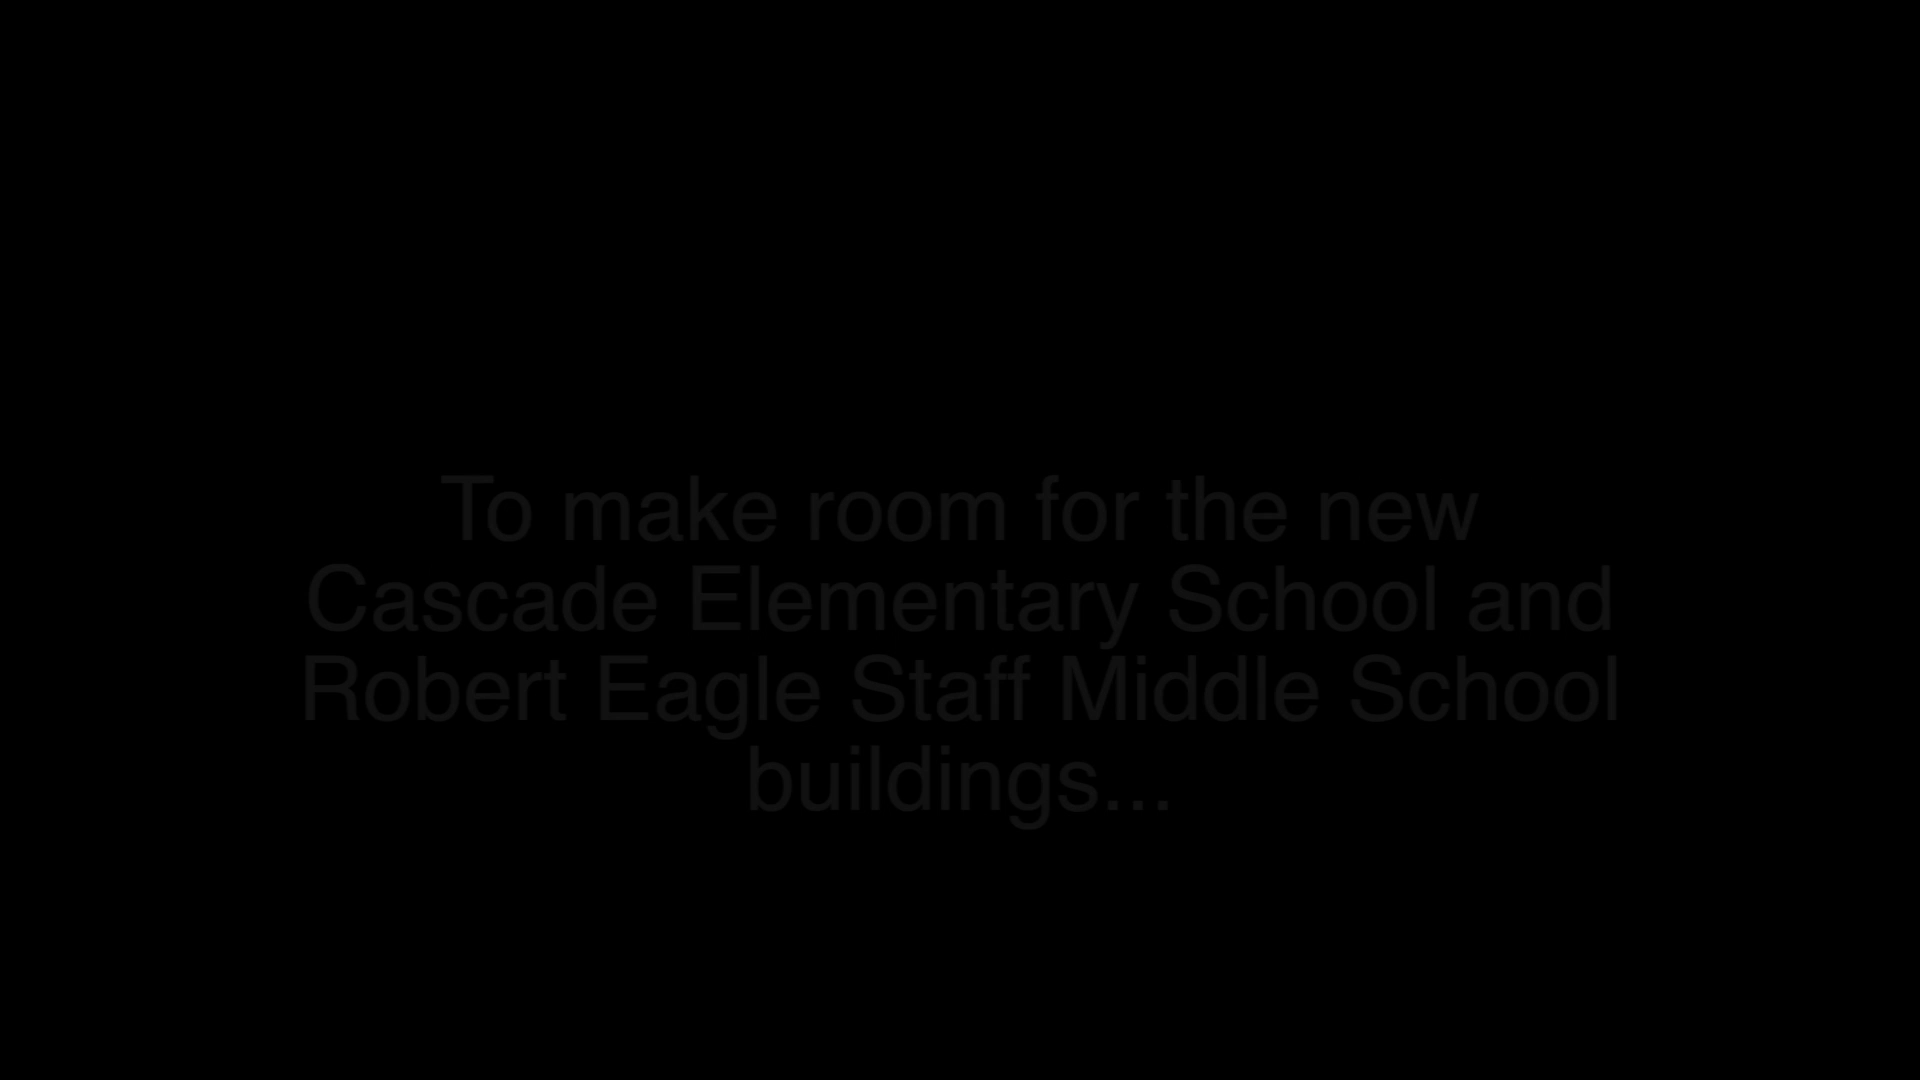 To make room for the new
Cascade Elementary School and
Robert Eagle Staff Middle School
buildings...